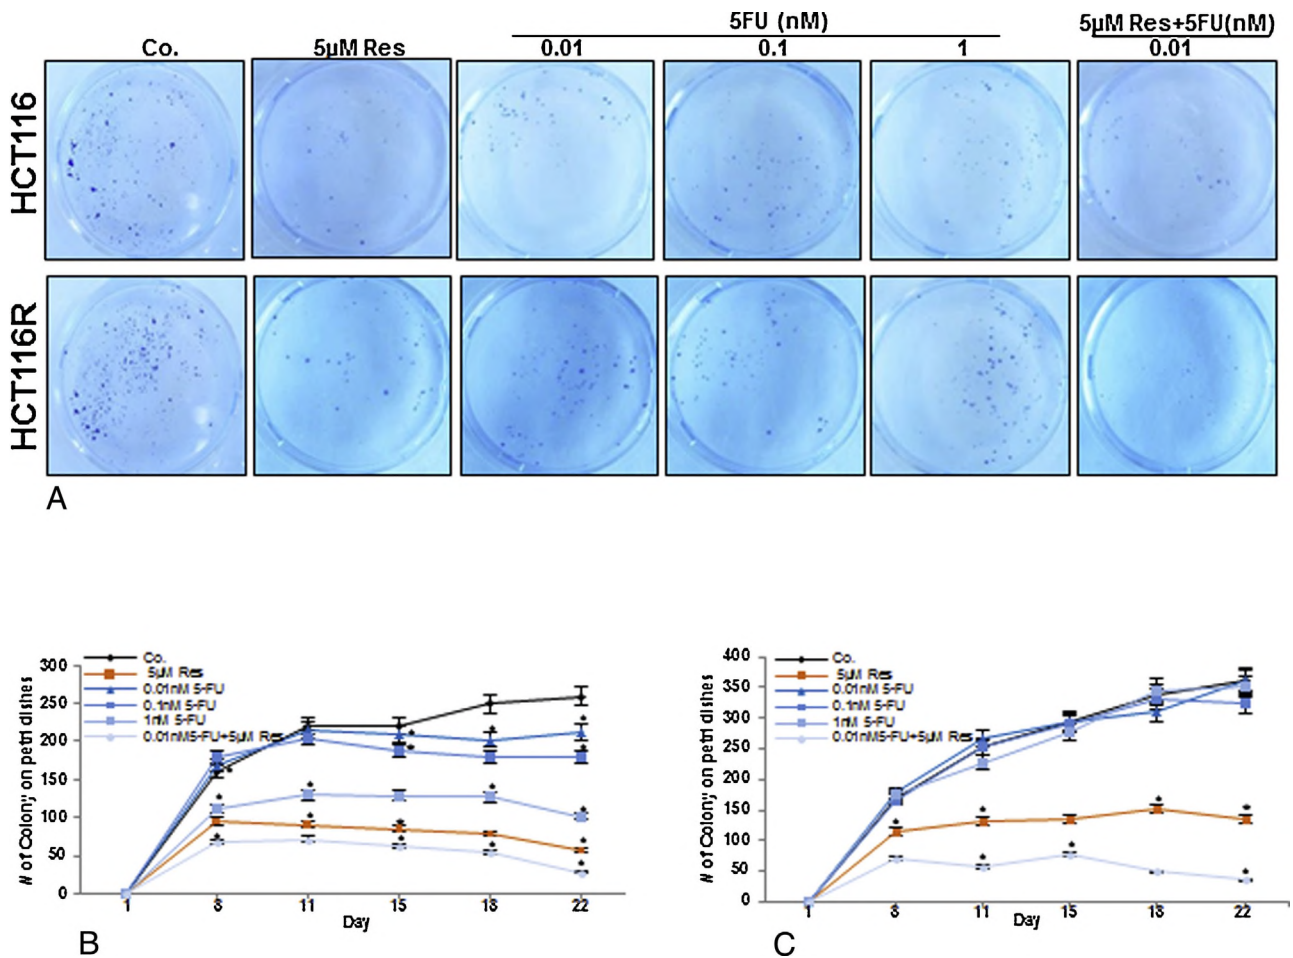 5FU (nM)
5µM Res+5FU(nM)
Co.
5µM Res
0.01
0.1
1
0.01
HCT116
HCT116R
A
# of Colony on petri dishes
300
250
200
150
100
50
0
Co.
5µM Res
0.01nM 5-FU
0.1nM 5-FU
1nM 5-FU
0.01nM5-FU+5µM Res
1
8
11
15
18
22
Day
B
# of Colony on petri dishes
400
350
300
250
200
150
100
50
0
Co.
5µM Res
0.01nM 5-FU
0.1nM 5-FU
1nM 5-FU
0.01nM5-FU+5µM Res
1
8
11
15
18
22
Day
C